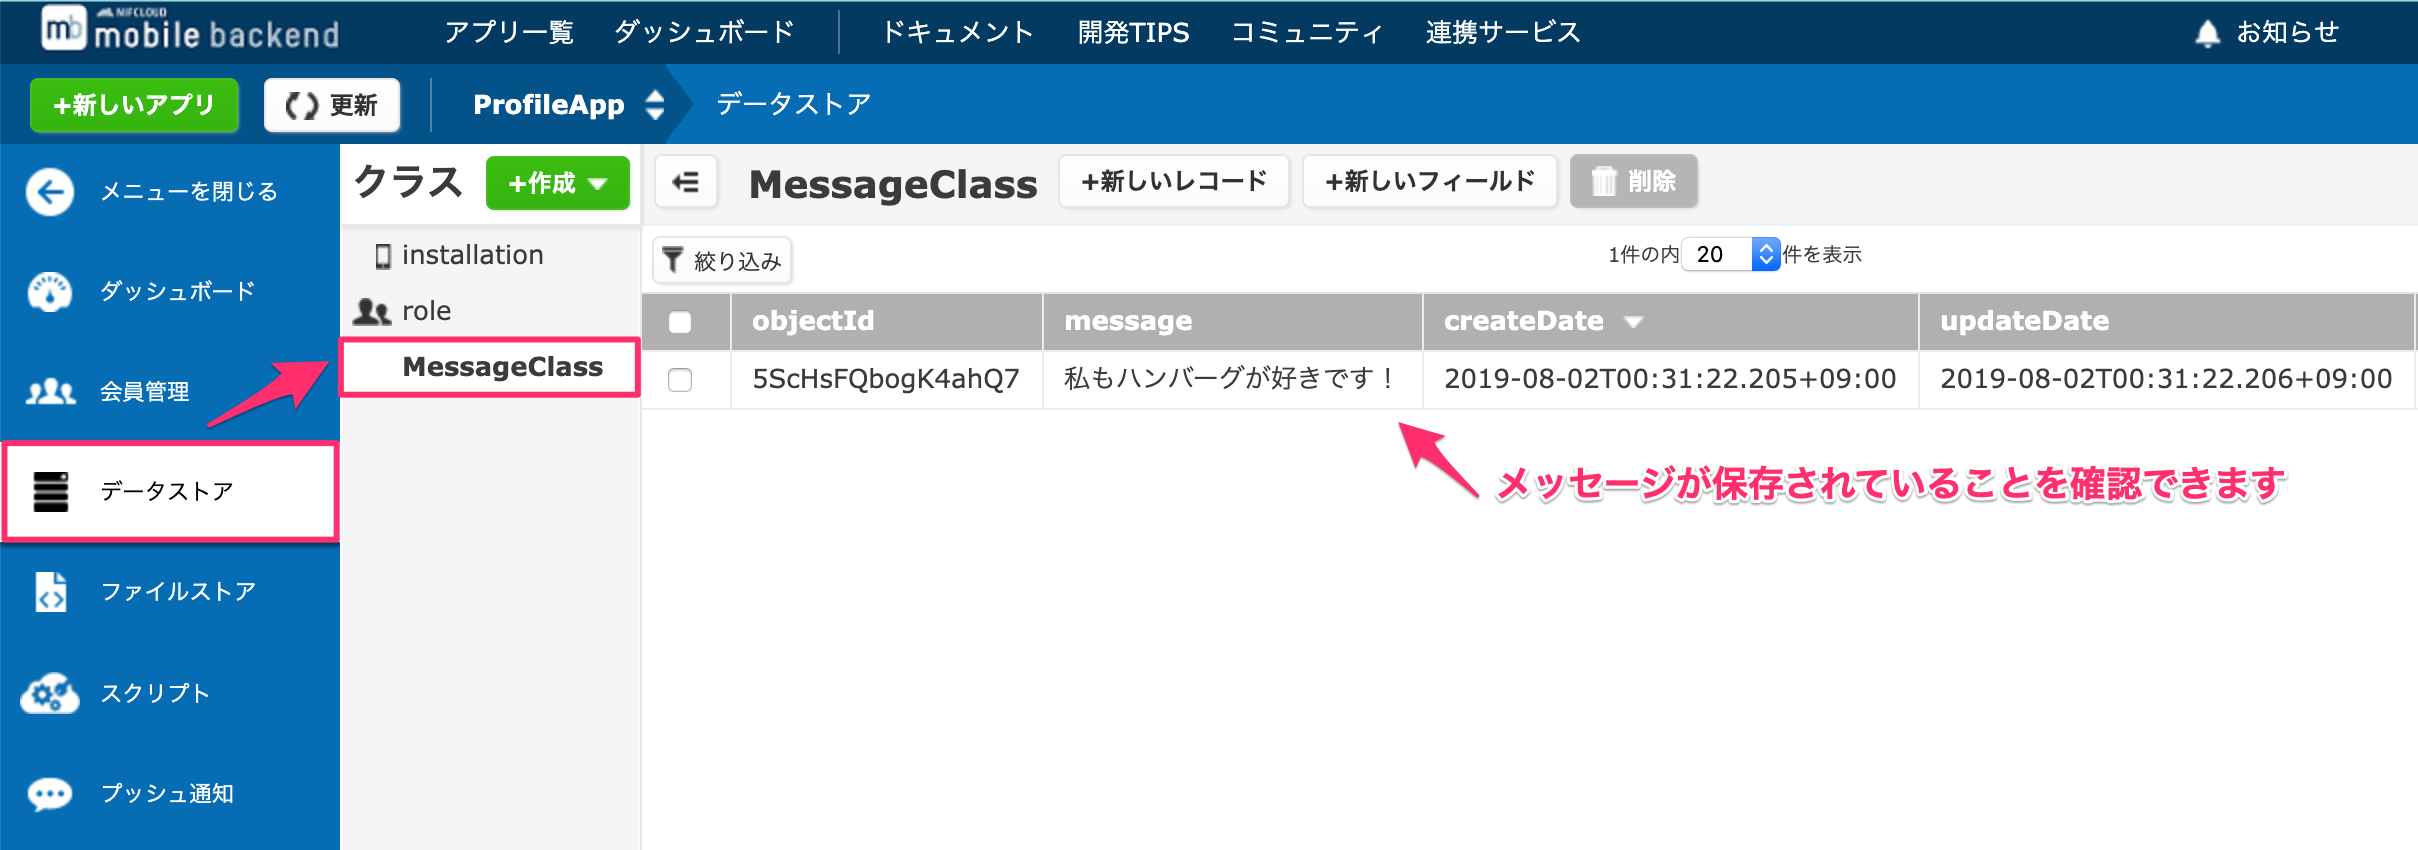 NIFCLOUD
mb mobile backend アプリ一覧 ダッシュボード ドキュメント 開発TIPS コミュニティ 連携サービス お知らせ
+新しいアプリ 更新 ProfileApp データストア
メニューを閉じる クラス +作成 MessageClass +新しいレコード +新しいフィールド 削除
installation 絞り込み 1件の内 20 件を表示
ダッシュボード role objectId message createDate updateDate
会員管理 MessageClass 5ScHsFQbogK4ahQ7 私もハンバーグが好きです！ 2019-08-02T00:31:22.205+09:00 2019-08-02T00:31:22.206+09:00
データストア メッセージが保存されていることを確認できます
ファイルストア
スクリプト
プッシュ通知